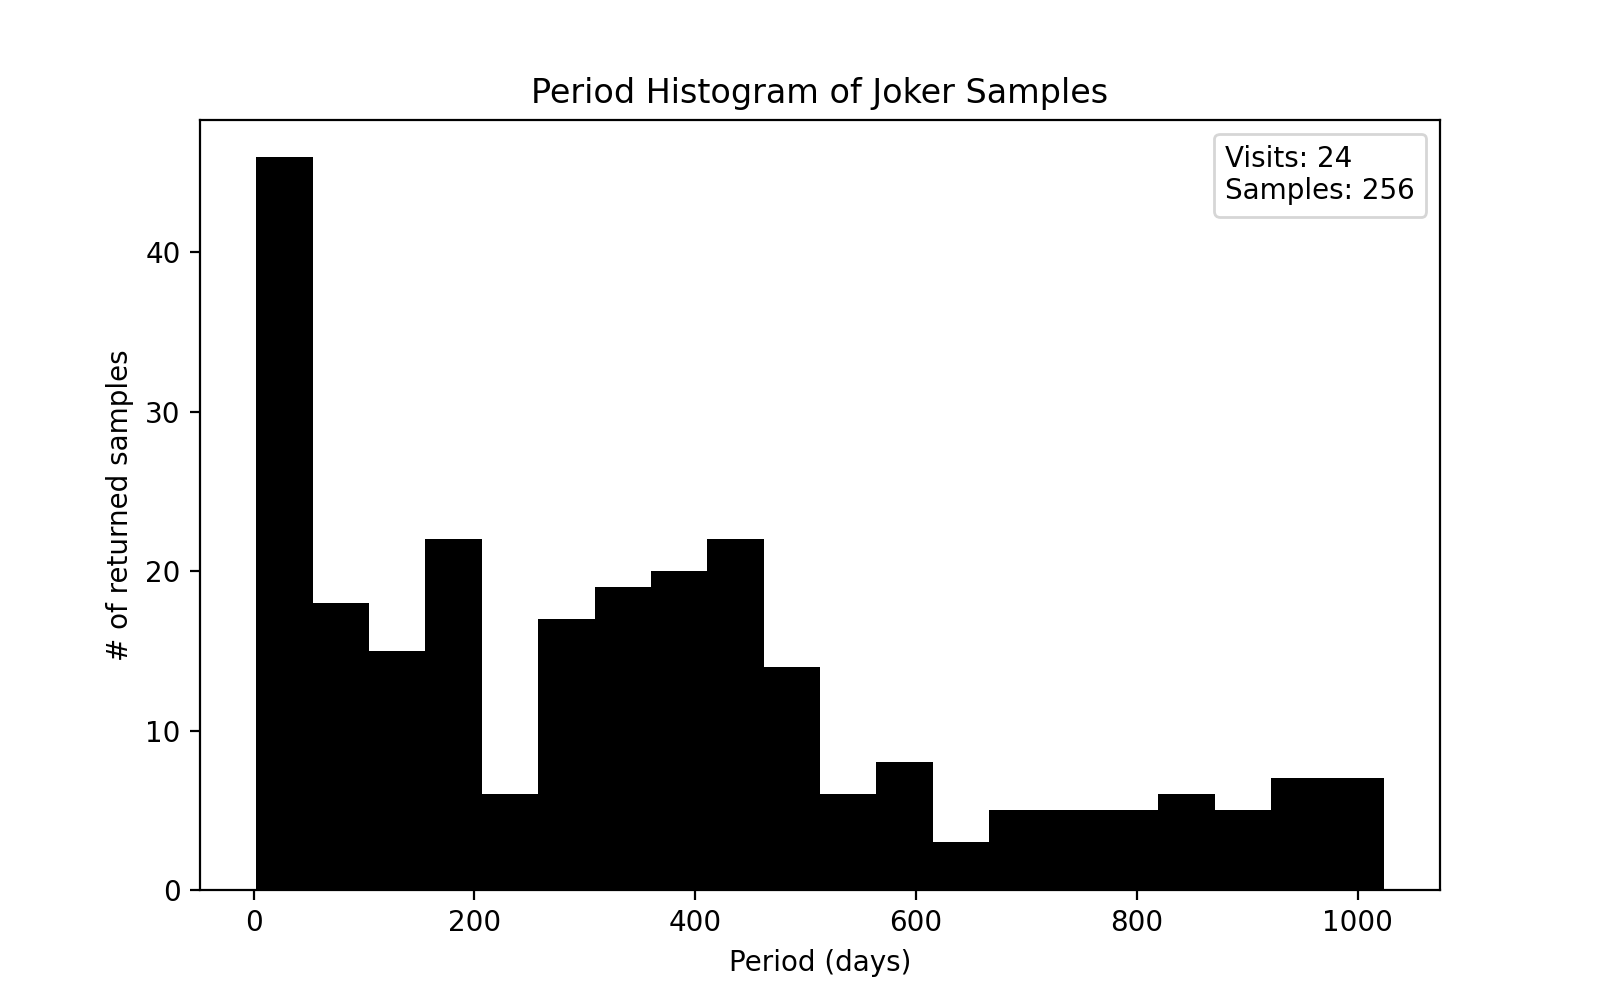 Period Histogram of Joker Samples
Visits: 24
Samples: 256
# of returned samples
40
30
20
10
0
0 200 400 600 800 1000
Period (days)